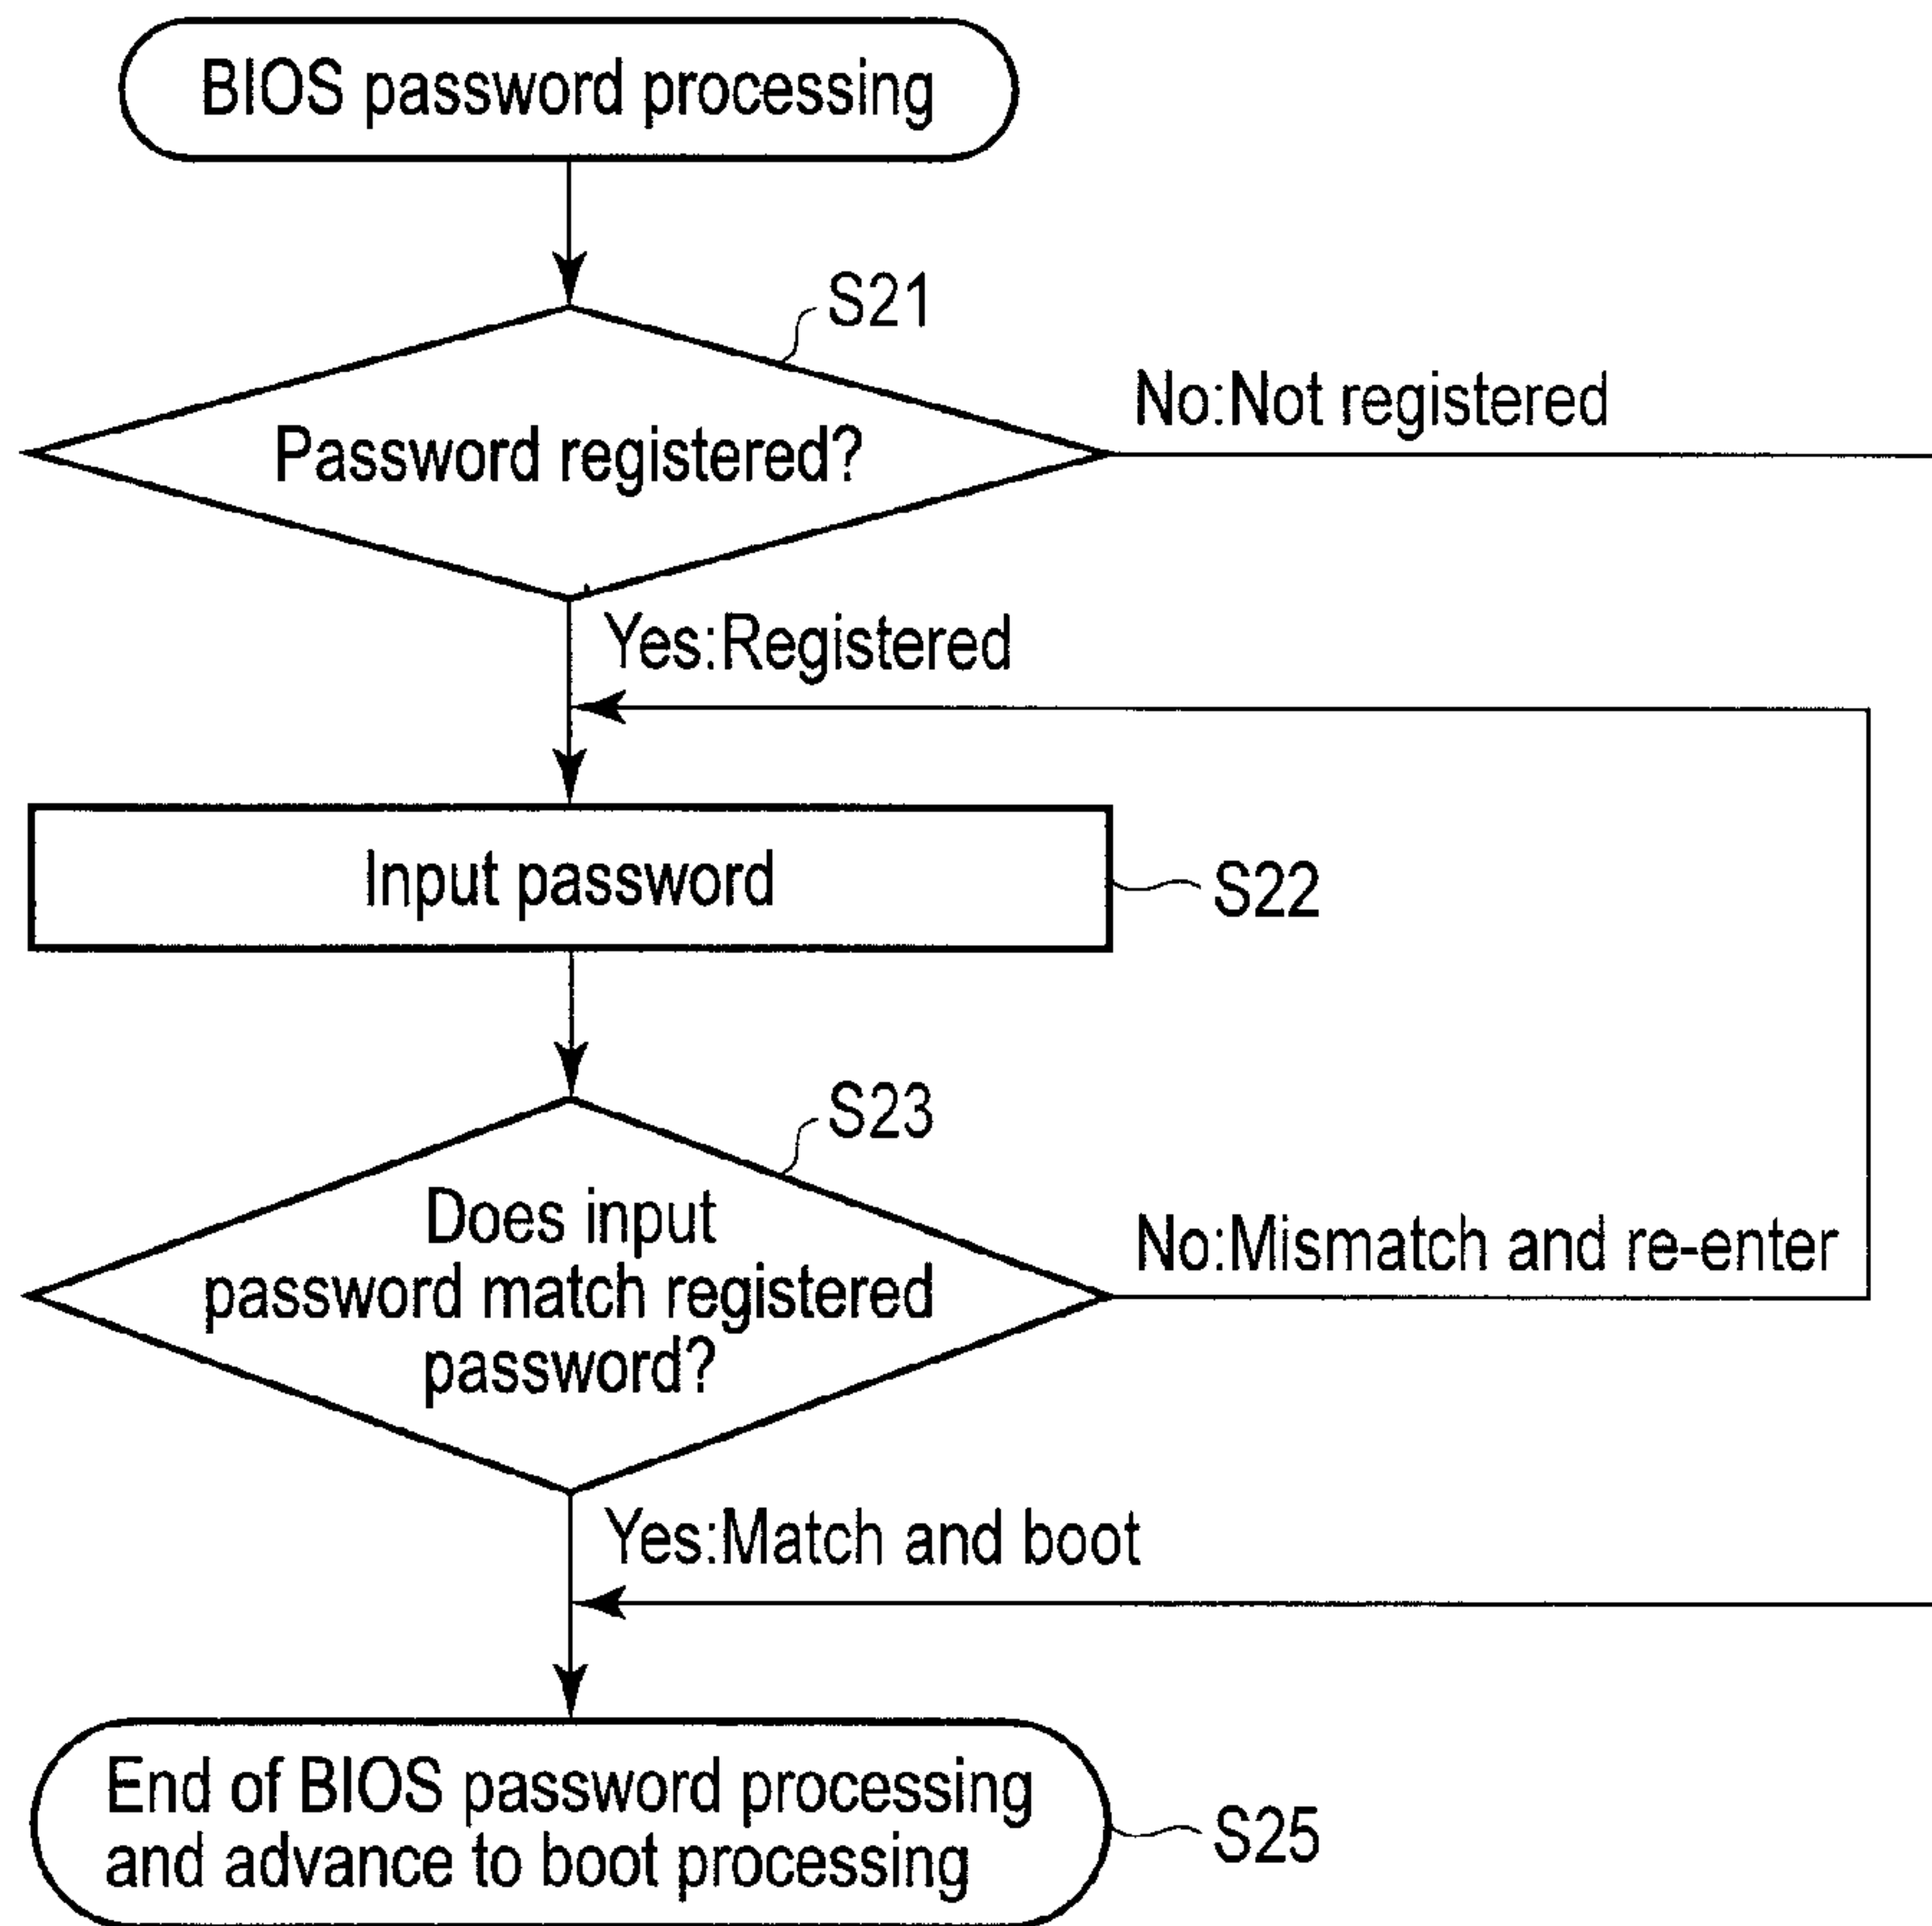 BIOS password processing
S21
No:Not registered
Password registered?
Yes:Registered
Input password
S22
S23
Does input
password match registered
password?
No:Mismatch and re-enter
Yes:Match and boot
End of BIOS password processing
and advance to boot processing
S25